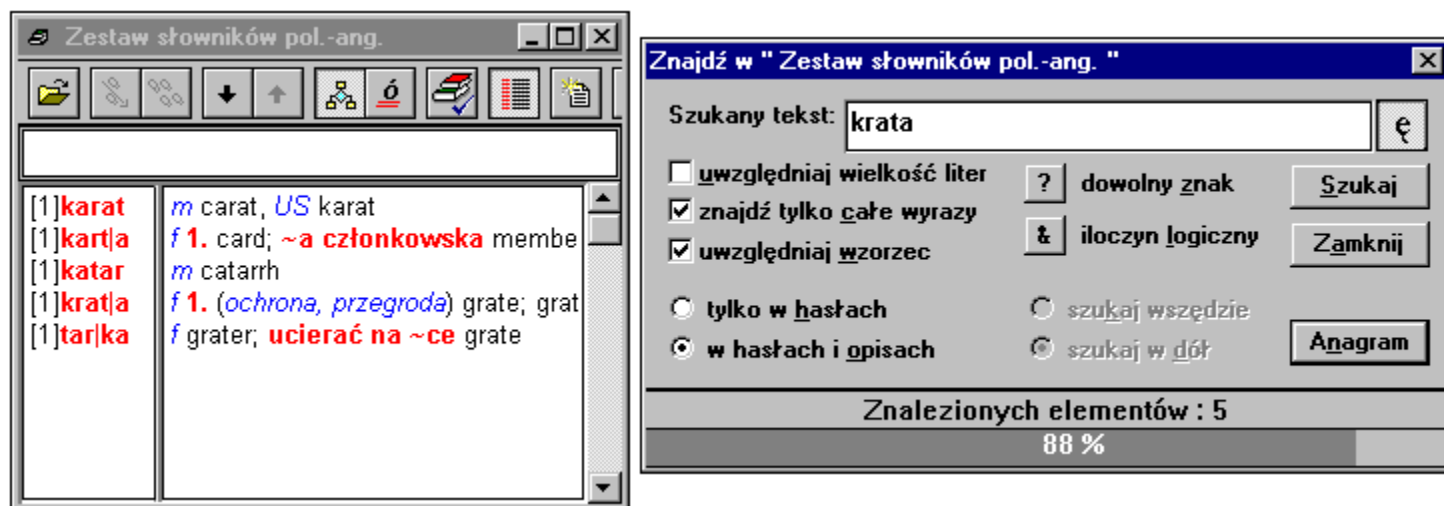 Zestaw słowników pol.-ang.
ó
[1]karat m carat, US karat
[1]kart|a f 1. card; ~a członkowska membe
[1]katar m catarrh
[1]krat|a f 1. (ochrona, przegroda) grate; grat
[1]tar|ka f grater; ucierać na ~ce grate
Znajdź w " Zestaw słowników pol.-ang. "
Szukany tekst: krata ę
uwzględniaj wielkość liter ? dowolny znak Szukaj
znajdź tylko całe wyrazy
& iloczyn logiczny Zamknij
uwzględniaj wzorzec
tylko w hasłach szukaj wszędzie
w hasłach i opisach szukaj w dół Anagram
Znalezionych elementów : 5
88 %